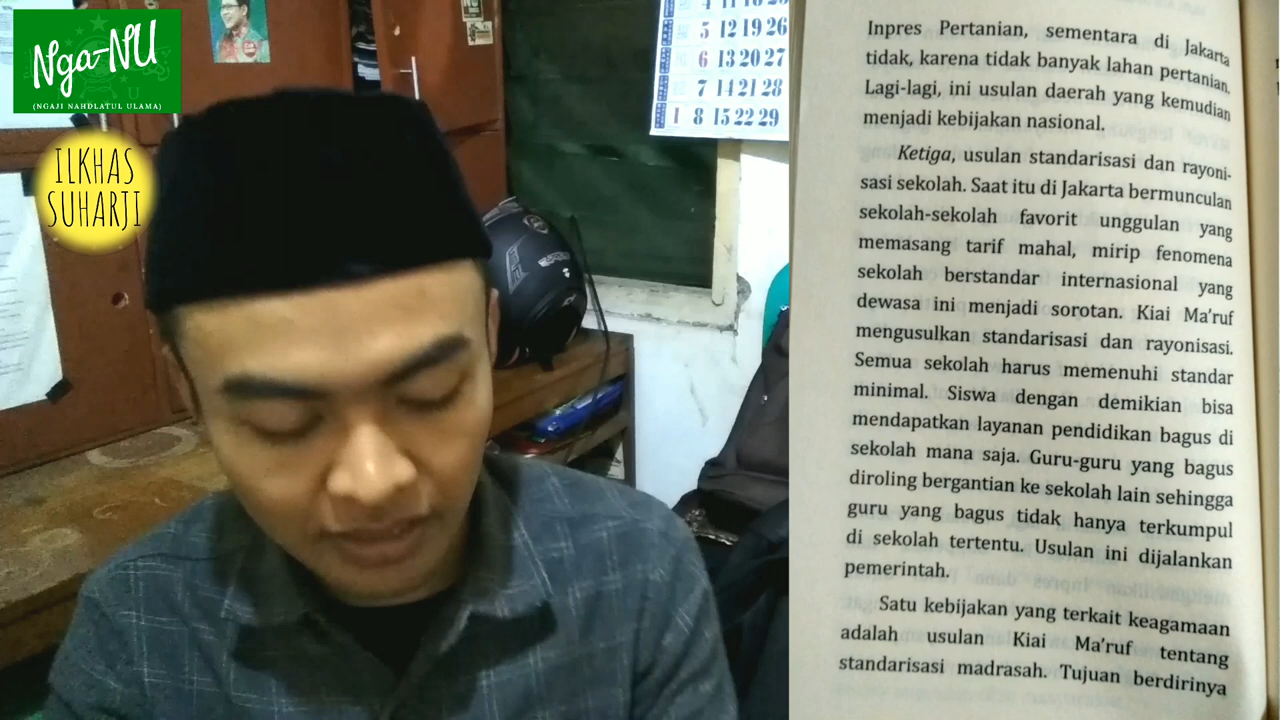 Nga-NU
(NGAJI NAHDLATUL ULAMA)
ILKHAS
SUHARJI
4 11 18 25
5 12 19 26
6 13 20 27
7 14 21 28
1 8 15 22 29
Inpres Pertanian, sementara di Jakarta
tidak, karena tidak banyak lahan pertanian.
Lagi-lagi, ini usulan daerah yang kemudian
menjadi kebijakan nasional.
Ketiga, usulan standarisasi dan rayoni-
sasi sekolah. Saat itu di Jakarta bermunculan
sekolah-sekolah favorit unggulan yang
memasang tarif mahal, mirip fenomena
sekolah berstandar internasional yang
dewasa ini menjadi sorotan. Kiai Ma'ruf
mengusulkan standarisasi dan rayonisasi.
Semua sekolah harus memenuhi standar
minimal. Siswa dengan demikian bisa
mendapatkan layanan pendidikan bagus di
sekolah mana saja. Guru-guru yang bagus
diroling bergantian ke sekolah lain sehingga
guru yang bagus tidak hanya terkumpul
di sekolah tertentu. Usulan ini dijalankan
pemerintah.
Satu kebijakan yang terkait keagamaan
adalah usulan Kiai Ma'ruf tentang
standarisasi madrasah. Tujuan berdirinya